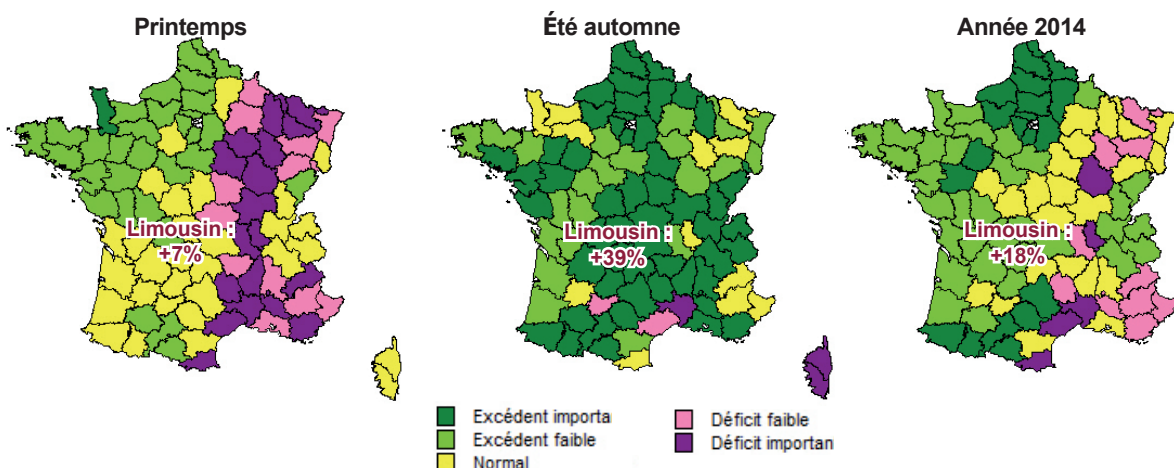 Printemps
Été automne
Année 2014
Limousin :
+7%
Limousin :
+39%
Limousin :
+18%
Excédent importa
Excédent faible
Normal
Déficit faible
Déficit importan